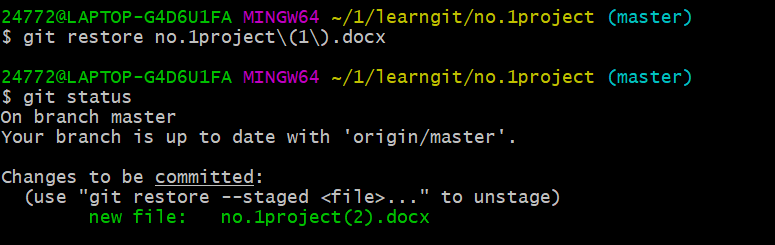 24772@LAPTOP-G4D6U1FA MINGW64 ~/1/learngit/no.1project (master)
$ git restore no.1project\(1\).docx
24772@LAPTOP-G4D6U1FA MINGW64 ~/1/learngit/no.1project (master)
$ git status
On branch master
Your branch is up to date with 'origin/master'.
Changes to be committed:
  (use "git restore --staged <file>..." to unstage)
        new file:   no.1project(2).docx